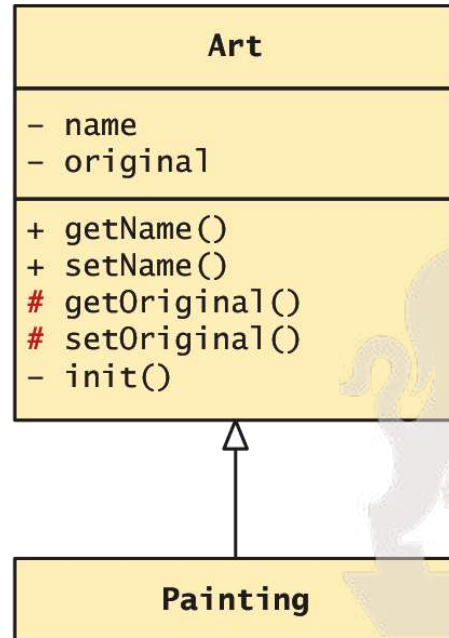 Art
- name
- original
+ getName()
+ setName()
# getOriginal()
# setOriginal()
- init()
Painting